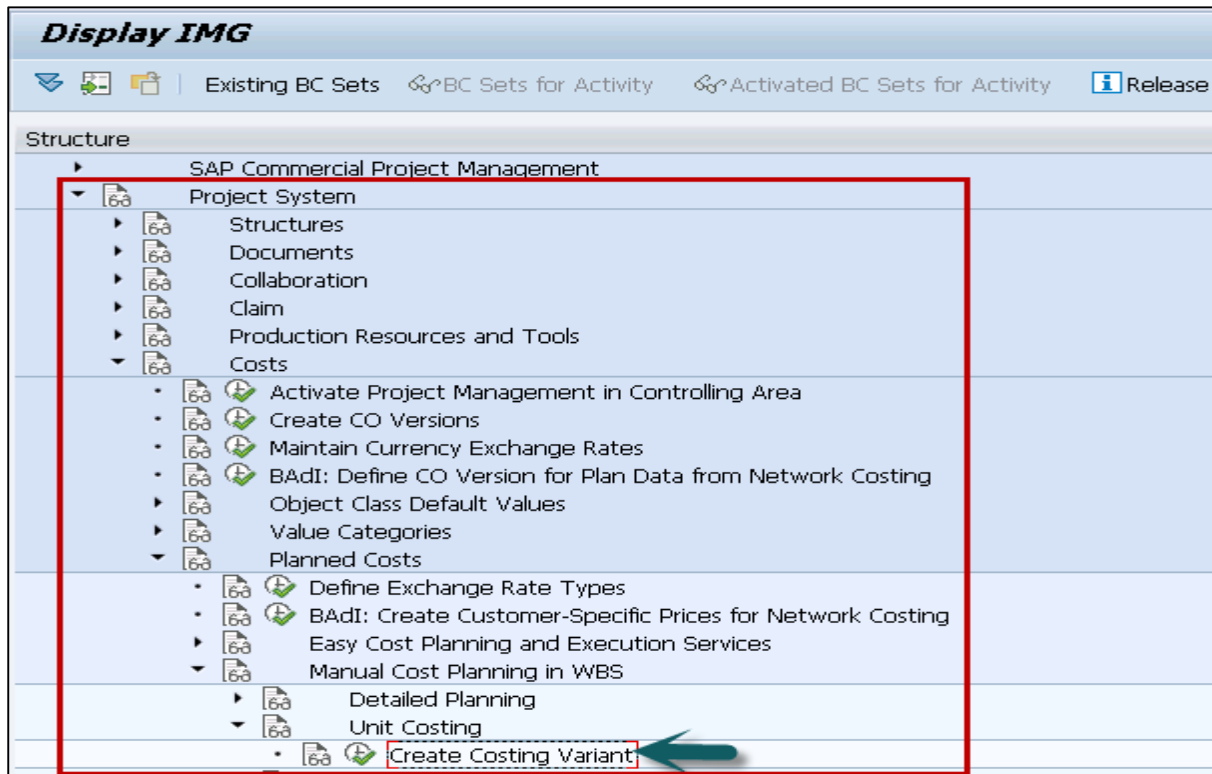 Display IMG
Existing BC Sets BC Sets for Activity Activated BC Sets for Activity Release
Structure
SAP Commercial Project Management
Project System
Structures
Documents
Collaboration
Claim
Production Resources and Tools
Costs
Activate Project Management in Controlling Area
Create CO Versions
Maintain Currency Exchange Rates
BAdI: Define CO Version for Plan Data from Network Costing
Object Class Default Values
Value Categories
Planned Costs
Define Exchange Rate Types
BAdI: Create Customer-Specific Prices for Network Costing
Easy Cost Planning and Execution Services
Manual Cost Planning in WBS
Detailed Planning
Unit Costing
Create Costing Variant